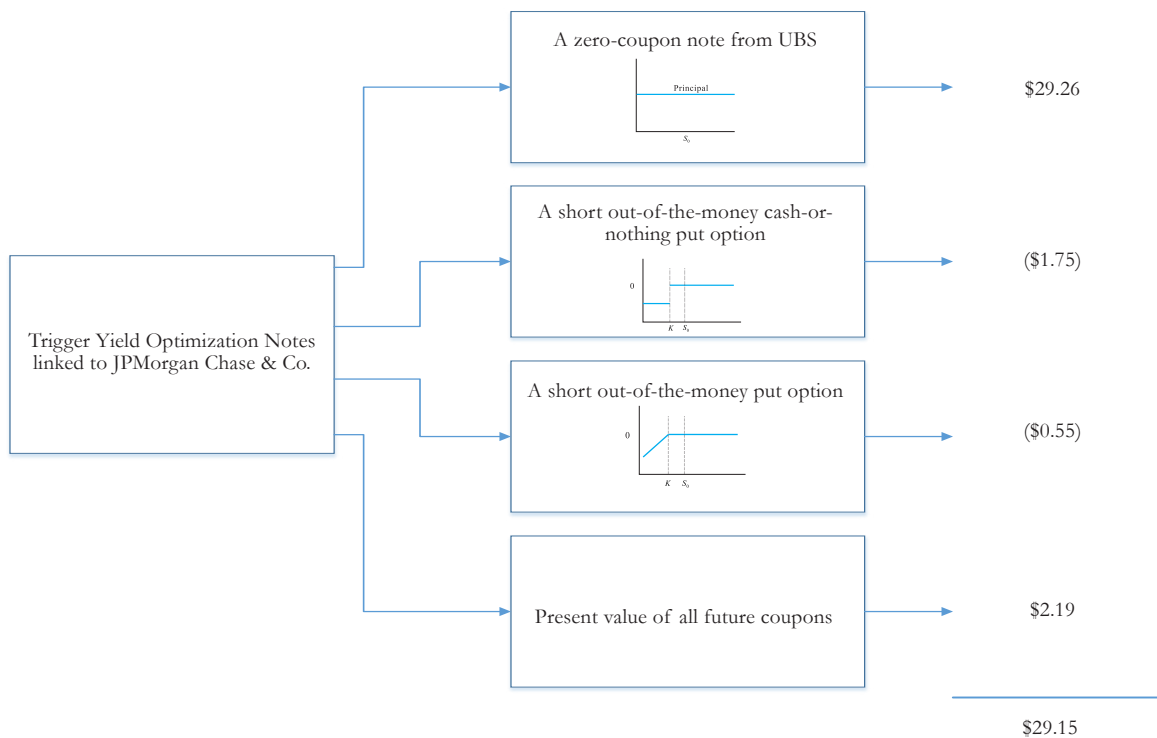 A zero-coupon note from UBS
Principal
S₀
$29.26
A short out-of-the-money cash-or-
nothing put option
0
K
S₀
($1.75)
Trigger Yield Optimization Notes
linked to JPMorgan Chase & Co.
A short out-of-the-money put option
0
K
S₀
($0.55)
Present value of all future coupons
$2.19
$29.15